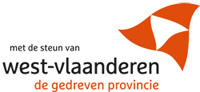 met de steun van
west-vlaanderen
de gedreven provincie